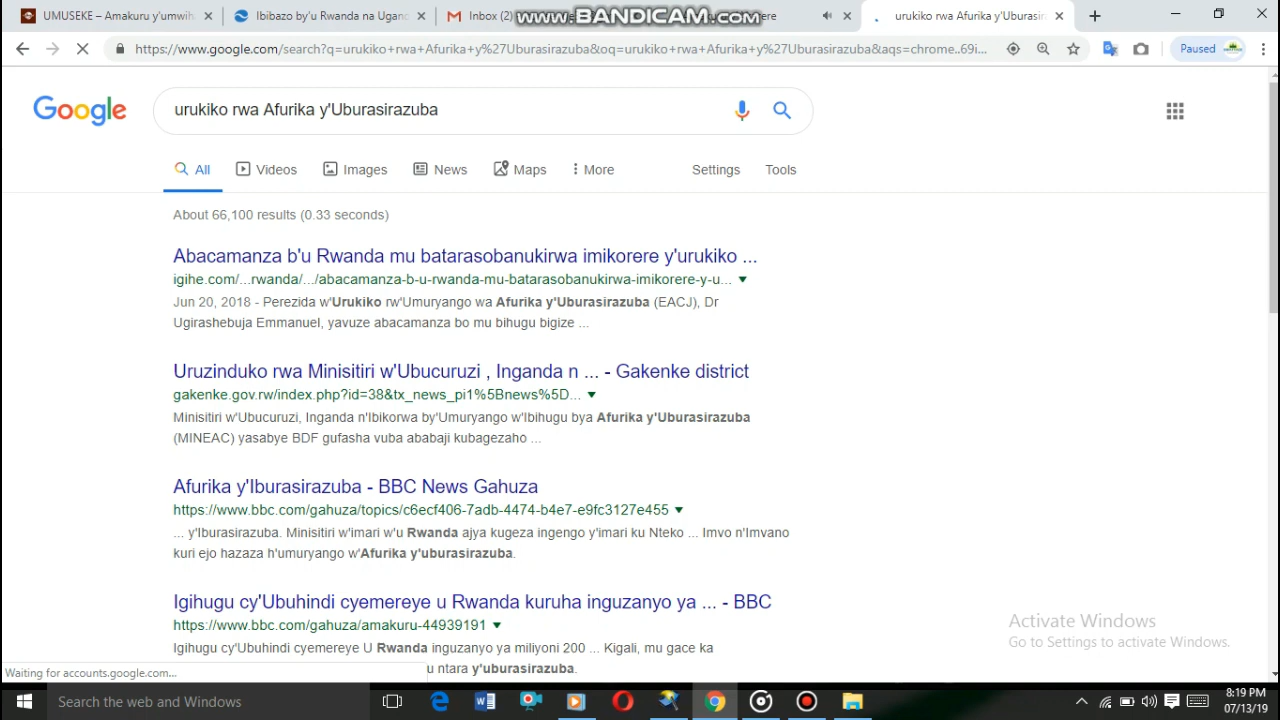 UMUSEKE – Amakuru y'umwih
Ibibazo by'u Rwanda na Ugano
Inbox (2)
www.BANDICAM.com
ere
urukiko rwa Afurika y'Uburasira
https://www.google.com/search?q=urukiko+rwa+Afurika+y%27Uburasirazuba&oq=urukiko+rwa+Afurika+y%27Uburasirazuba&aqs=chrome..69i...
Paused
Google
urukiko rwa Afurika y'Uburasirazuba
All
Videos
Images
News
Maps
More
Settings
Tools
About 66,100 results (0.33 seconds)
Abacamanza b'u Rwanda mu batarasobanukirwa imikorere y'urukiko ...
igihe.com/...rwanda/.../abacamanza-b-u-rwanda-mu-batarasobanukirwa-imikorere-y-u...
Jun 20, 2018 - Perezida w'Urukiko rw'Umuryango wa Afurika y'Uburasirazuba (EACJ), Dr
Ugirashebuja Emmanuel, yavuze abacamanza bo mu bihugu bigize ...
Uruzinduko rwa Minisitiri w'Ubucuruzi , Inganda n ... - Gakenke district
gakenke.gov.rw/index.php?id=38&tx_news_pi1%5Bnews%5D...
Minisitiri w'Ubucuruzi, Inganda n'Ibikorwa by'Umuryango w'Ibihugu bya Afurika y'Uburasirazuba
(MINEAC) yasabye BDF gufasha vuba ababaji kubagezaho ...
Afurika y'Iburasirazuba - BBC News Gahuza
https://www.bbc.com/gahuza/topics/c6ecf406-7adb-4474-b4e7-e9fc3127e455
... y'Iburasirazuba. Minisitiri w'imari w'u Rwanda ajya kugeza ingengo y'imari ku Nteko ... Imvo n'Imvano
kuri ejo hazaza h'umuryango w'Afurika y'uburasirazuba.
Igihugu cy'Ubuhindi cyemereye u Rwanda kuruha inguzanyo ya ... - BBC
https://www.bbc.com/gahuza/amakuru-44939191
Igihugu cy'Ubuhindi cyemereye U Rwanda inguzanyo ya miliyoni 200 ... Kigali, mu gace ka
u ntara y'uburasirazuba.
Activate Windows
Go to Settings to activate Windows.
Waiting for accounts.google.com...
Search the web and Windows
8:19 PM
07/13/19